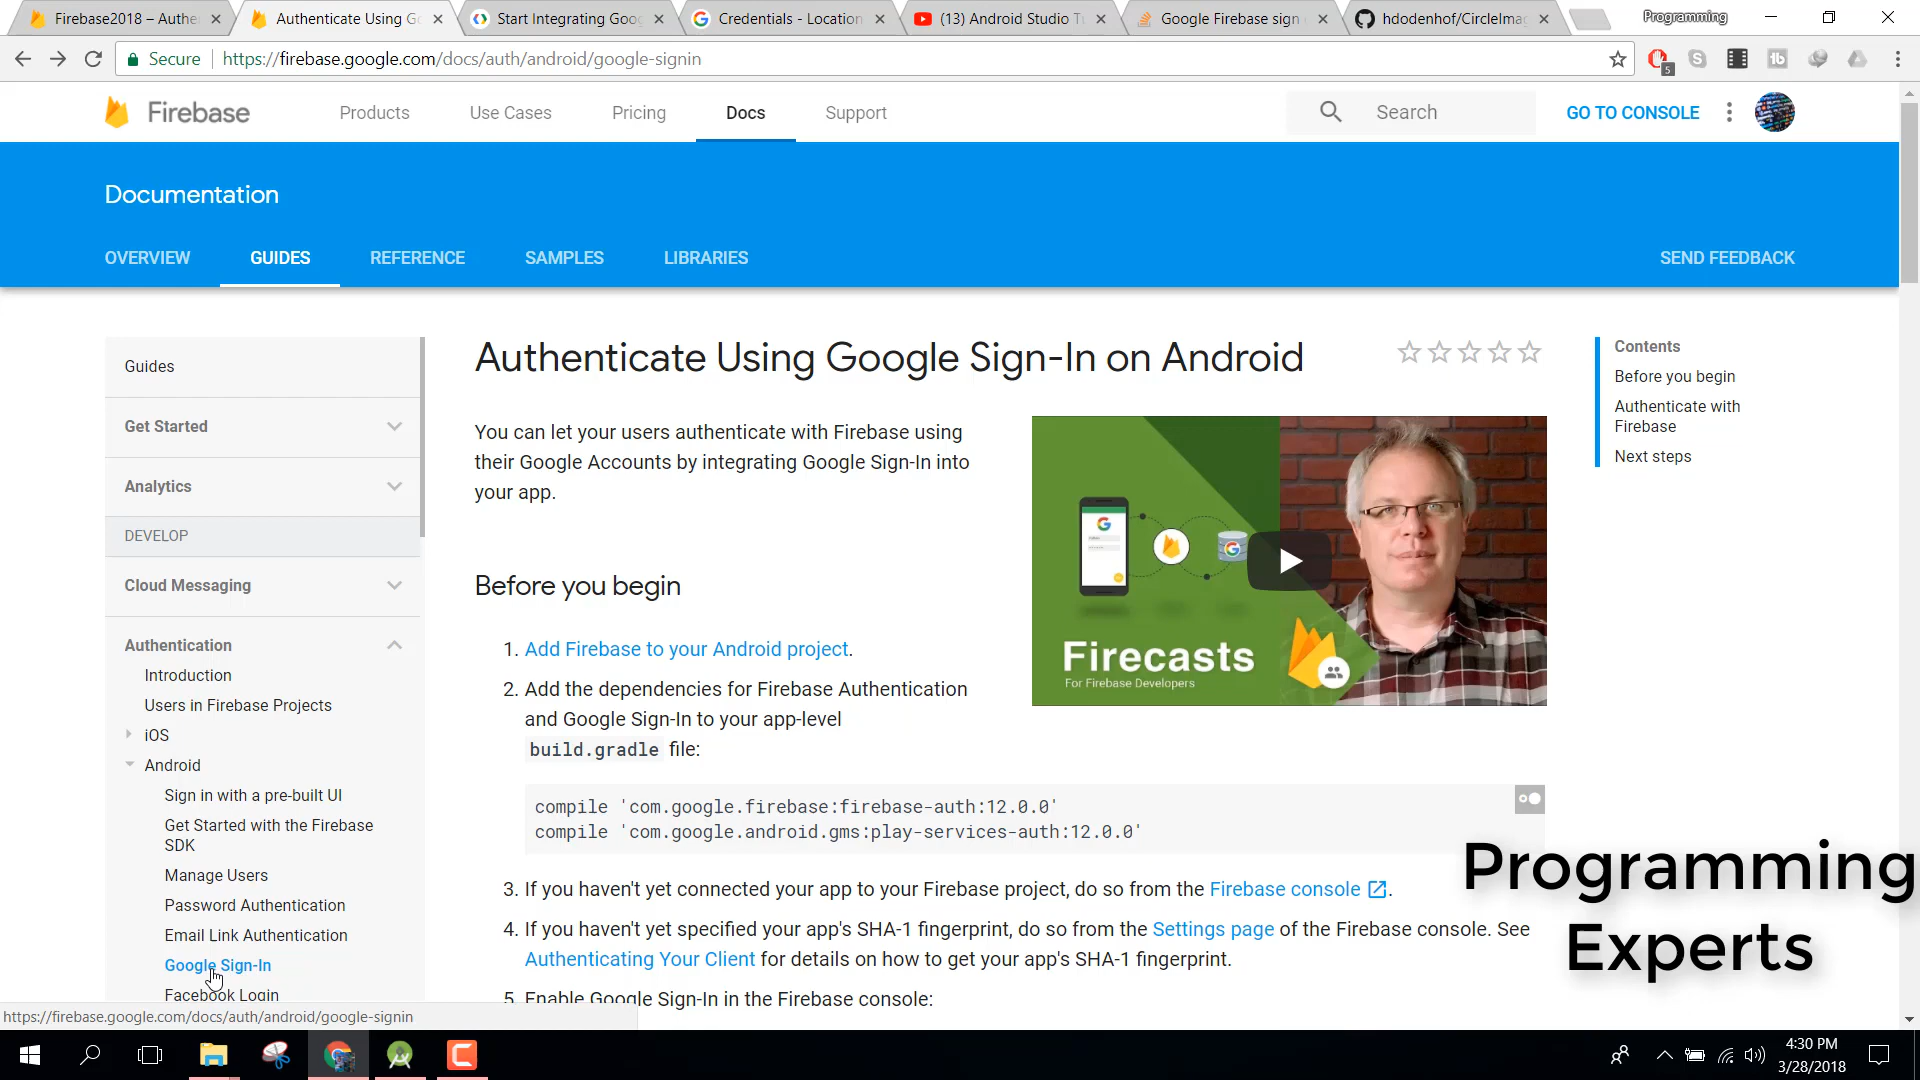 Firebase2018 – Authe
Authenticate Using Go
Start Integrating Goog
Credentials - Location
(13) Android Studio Tu
Google Firebase sign
hdodenhof/CircleImag
Programming
Secure
https://firebase.google.com/docs/auth/android/google-signin
5
Firebase
Products
Use Cases
Pricing
Docs
Support
Search
GO TO CONSOLE
Documentation
OVERVIEW
GUIDES
REFERENCE
SAMPLES
LIBRARIES
SEND FEEDBACK
Guides
Get Started
Analytics
DEVELOP
Cloud Messaging
Authentication
Introduction
Users in Firebase Projects
iOS
Android
Sign in with a pre-built UI
Get Started with the Firebase
SDK
Manage Users
Password Authentication
Email Link Authentication
Google Sign-In
Facebook Login
Authenticate Using Google Sign-In on Android
You can let your users authenticate with Firebase using
their Google Accounts by integrating Google Sign-In into
your app.
Firecasts
For Firebase Developers
Before you begin
1. Add Firebase to your Android project.
2. Add the dependencies for Firebase Authentication
and Google Sign-In to your app-level
build.gradle file:
compile 'com.google.firebase:firebase-auth:12.0.0'
compile 'com.google.android.gms:play-services-auth:12.0.0'
3. If you haven't yet connected your app to your Firebase project, do so from the Firebase console.
4. If you haven't yet specified your app's SHA-1 fingerprint, do so from the Settings page of the Firebase console. See
Authenticating Your Client for details on how to get your app's SHA-1 fingerprint.
5. Enable Google Sign-In in the Firebase console:
Contents
Before you begin
Authenticate with
Firebase
Next steps
Programming
Experts
https://firebase.google.com/docs/auth/android/google-signin
4:30 PM
3/28/2018